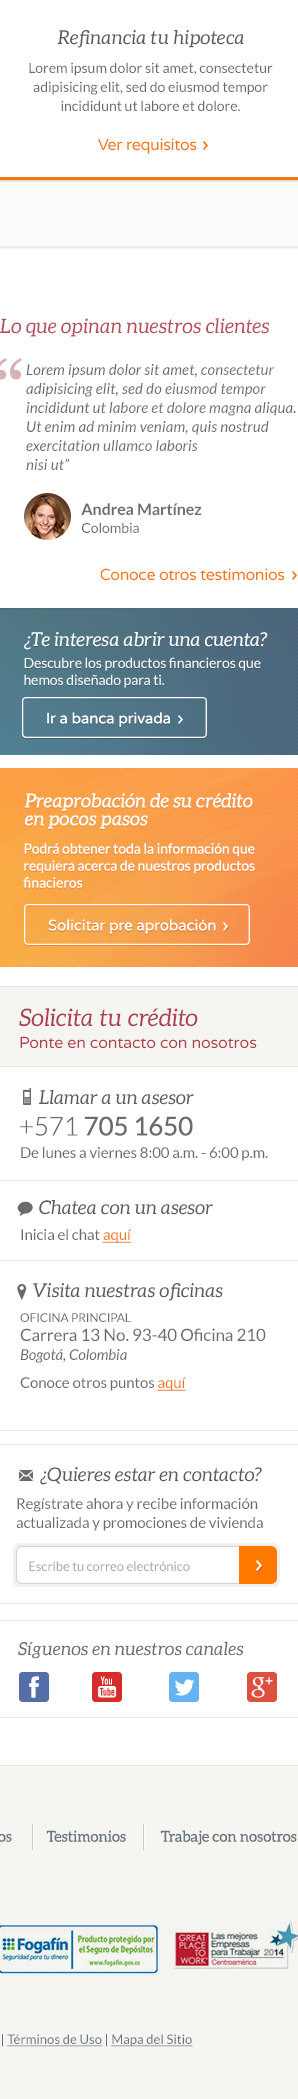 Refinancia tu hipoteca
Lorem ipsum dolor sit amet, consectetur
adipisicing elit, sed do eiusmod tempor
incididunt ut labore et dolore.
Ver requisitos ›
Lo que opinan nuestros clientes
“ Lorem ipsum dolor sit amet, consectetur
adipisicing elit, sed do eiusmod tempor
incididunt ut labore et dolore magna aliqua.
Ut enim ad minim veniam, quis nostrud
exercitation ullamco laboris
nisi ut”
Andrea Martínez
Colombia
Conoce otros testimonios ›
¿Te interesa abrir una cuenta?
Descubre los productos financieros que
hemos diseñado para ti.
Ir a banca privada ›
Preaprobación de su crédito
en pocos pasos
Podrá obtener toda la información que
requiera acerca de nuestros productos
finacieros
Solicitar pre aprobación ›
Solicita tu crédito
Ponte en contacto con nosotros
Llamar a un asesor
+571 705 1650
De lunes a viernes 8:00 a.m. - 6:00 p.m.
Chatea con un asesor
Inicia el chat aquí
Visita nuestras oficinas
OFICINA PRINCIPAL
Carrera 13 No. 93-40 Oficina 210
Bogotá, Colombia
Conoce otros puntos aquí
¿Quieres estar en contacto?
Regístrate ahora y recibe información
actualizada y promociones de vivienda
Escribe tu correo electrónico ›
Síguenos en nuestros canales
f You Tube g+
os | Testimonios | Trabaje con nosotros
Fogafín
Seguridad para tu dinero
Producto protegido por
el Seguro de Depósitos
www.fogafin.gov.co
GREAT
PLACE
TO
WORK
Las mejores
Empresas
para Trabajar 2014
Centroamérica
| Términos de Uso | Mapa del Sitio